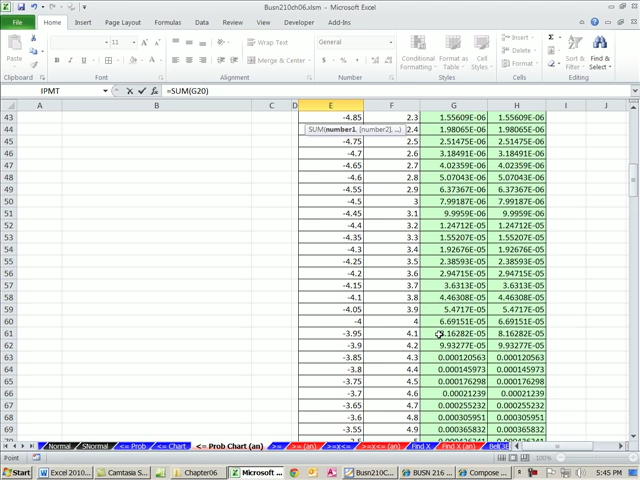 Busn210ch06.xlsm - Microsoft Excel
File Home Insert Page Layout Formulas Data Review View Developer Add-Ins
Paste 11 A A Wrap Text General Conditional Formatting Format as Table Cell Styles Insert Delete Format Sort & Filter Find & Select
B I U A Merge & Center $ % ,
Clipboard Font Alignment Number Styles Cells Editing
IPMT =SUM(G20)
A B C D E F G H I J
43 -4.85 2.3 1.55609E-06 1.55609E-06
44 2.4 1.98065E-06 1.98065E-06
SUM(number1, [number2], ...)
45 -4.75 2.5 2.51475E-06 2.51475E-06
46 -4.7 2.6 3.18491E-06 3.18491E-06
47 -4.65 2.7 4.02378E-06 4.02378E-06
48 -4.6 2.8 5.07043E-06 5.07043E-06
49 -4.55 2.9 6.37367E-06 6.37367E-06
50 -4.5 3 7.99187E-06 7.99187E-06
51 -4.45 3.1 9.9959E-06 9.9959E-06
52 -4.4 3.2 1.24712E-05 1.24712E-05
53 -4.35 3.3 1.55207E-05 1.55207E-05
54 -4.3 3.4 1.92676E-05 1.92676E-05
55 -4.25 3.5 2.38593E-05 2.38593E-05
56 -4.2 3.6 2.94715E-05 2.94715E-05
57 -4.15 3.7 3.6313E-05 3.6313E-05
58 -4.1 3.8 4.46308E-05 4.46308E-05
59 -4.05 3.9 5.4717E-05 5.4717E-05
60 -4 4 6.69151E-05 6.69151E-05
61 -3.95 4.1 8.16282E-05 8.16282E-05
62 -3.9 4.2 9.93277E-05 9.93277E-05
63 -3.85 4.3 0.000120563 0.000120563
64 -3.8 4.4 0.000145973 0.000145973
65 -3.75 4.5 0.000176298 0.000176298
66 -3.7 4.6 0.00021239 0.00021239
67 -3.65 4.7 0.000255232 0.000255232
68 -3.6 4.8 0.000305951 0.000305951
69 -3.55 4.9 0.000365832 0.000365832
Normal SNormal <= Prob <= Chart <= Prob Chart (an) >= >= (an) >=x<= >=x<= (an) Find X Find X (an)
Point 100%
Start Word Excel 2010... Camtasia S... Chapter06 Microsoft ... Busn210C... BUSN 216 ... Compose ... 5:45 PM